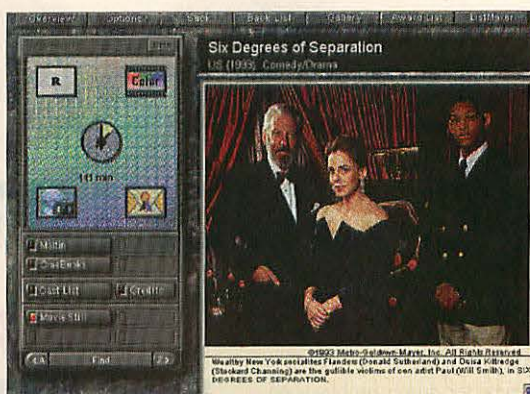 Overview Options Back Back List Gallery Award List ListMaker
Six Degrees of Separation
US (1993) Comedy/Drama
R
Color
Maltin
CineBooks
Cast List Credits
Movie Still
Find
©1993 Metro-Goldwyn-Mayer, Inc. All Rights Reserved
Wealthy New York socialites Flanders (Donald Sutherland) and Ouisa Kittredge
(Stockard Channing) are the gullible victims of con artist Paul (Will Smith), in SIX
DEGREES OF SEPARATION.